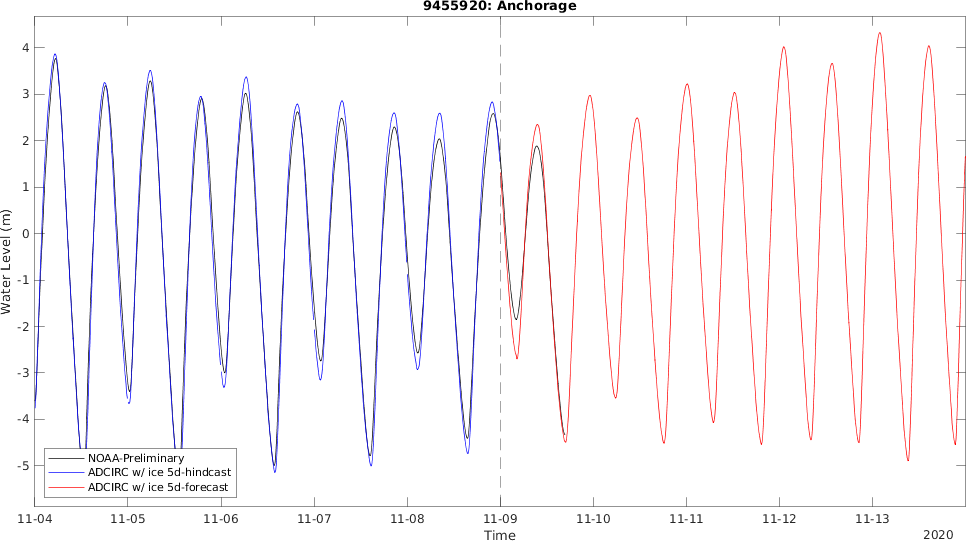 9455920: Anchorage
4
3
2
1
0
-1
-2
-3
-4
-5
Water Level (m)
NOAA-Preliminary
ADCIRC w/ ice 5d-hindcast
ADCIRC w/ ice 5d-forecast
11-04 11-05 11-06 11-07 11-08 11-09 11-10 11-11 11-12 11-13
Time
2020